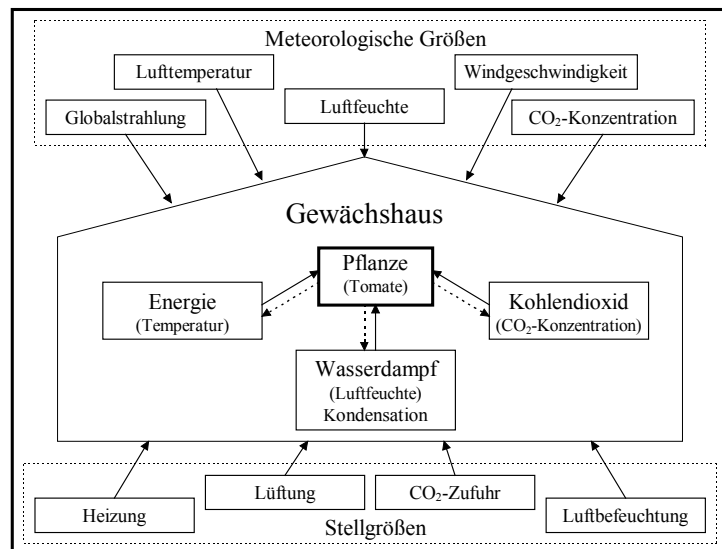 Meteorologische Größen
Lufttemperatur
Windgeschwindigkeit
Luftfeuchte
Globalstrahlung
CO₂-Konzentration
Gewächshaus
Pflanze
(Tomate)
Energie
(Temperatur)
Kohlendioxid
(CO₂-Konzentration)
Wasserdampf
(Luftfeuchte)
Kondensation
Lüftung
CO₂-Zufuhr
Heizung
Luftbefeuchtung
Stellgrößen